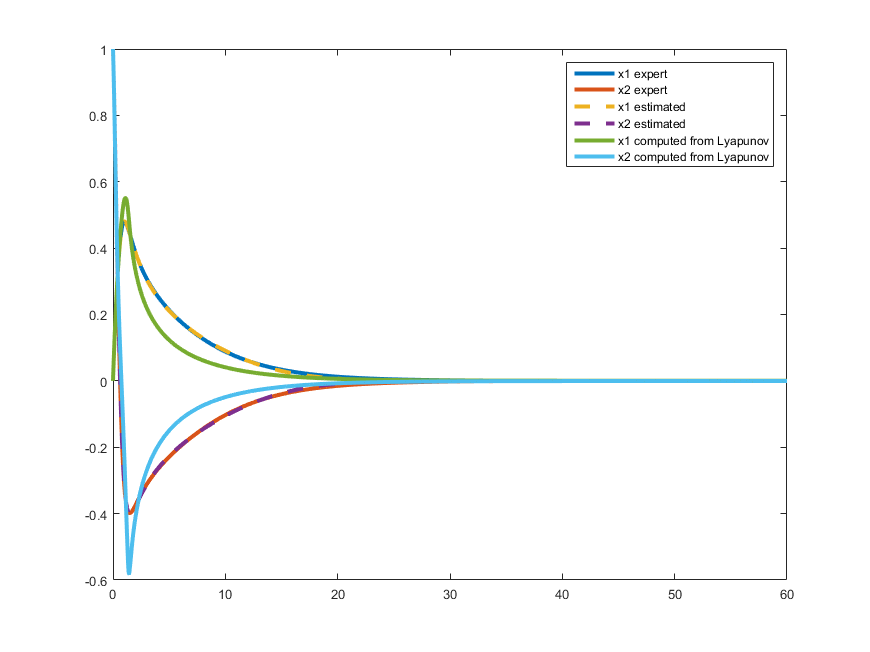 1
0.8
0.6
0.4
0.2
0
-0.2
-0.4
-0.6
0 10 20 30 40 50 60
x1 expert
x2 expert
x1 estimated
x2 estimated
x1 computed from Lyapunov
x2 computed from Lyapunov